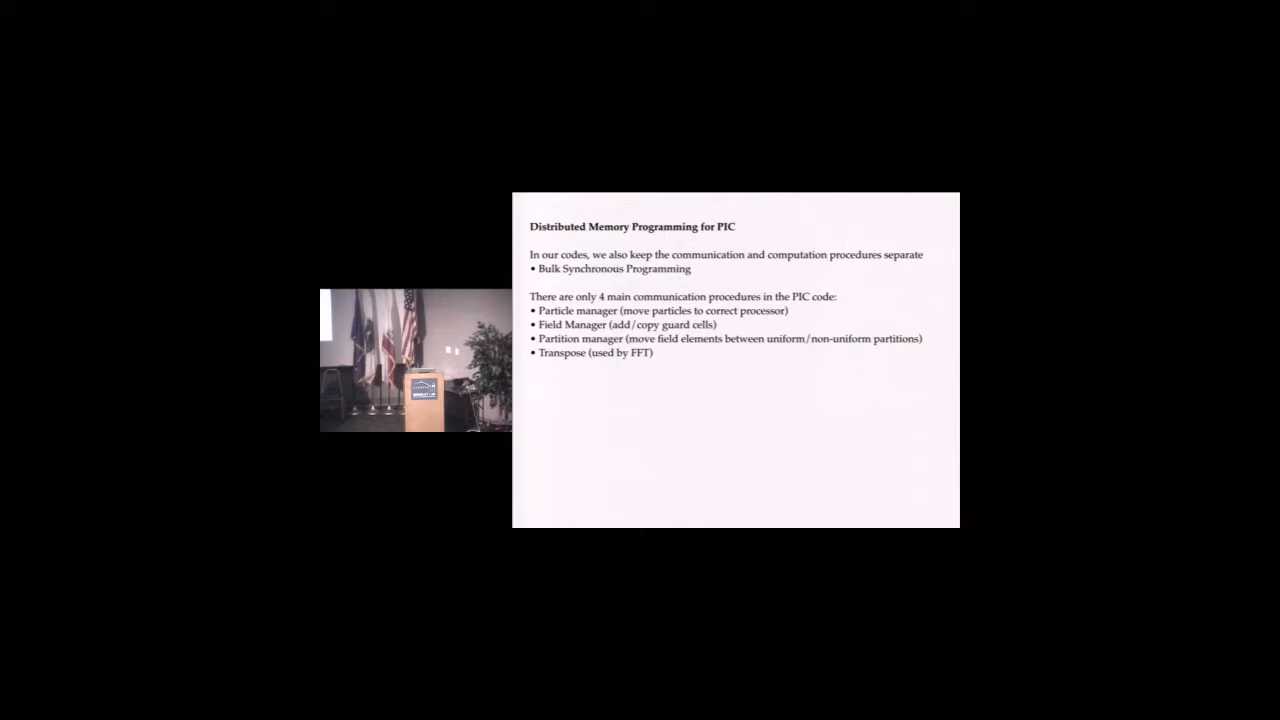 Distributed Memory Programming for PIC
In our codes, we also keep the communication and computation procedures separate
• Bulk Synchronous Programming
There are only 4 main communication procedures in the PIC code:
• Particle manager (move particles to correct processor)
• Field Manager (add/copy guard cells)
• Partition manager (move field elements between uniform/non-uniform partitions)
• Transpose (used by FFT)